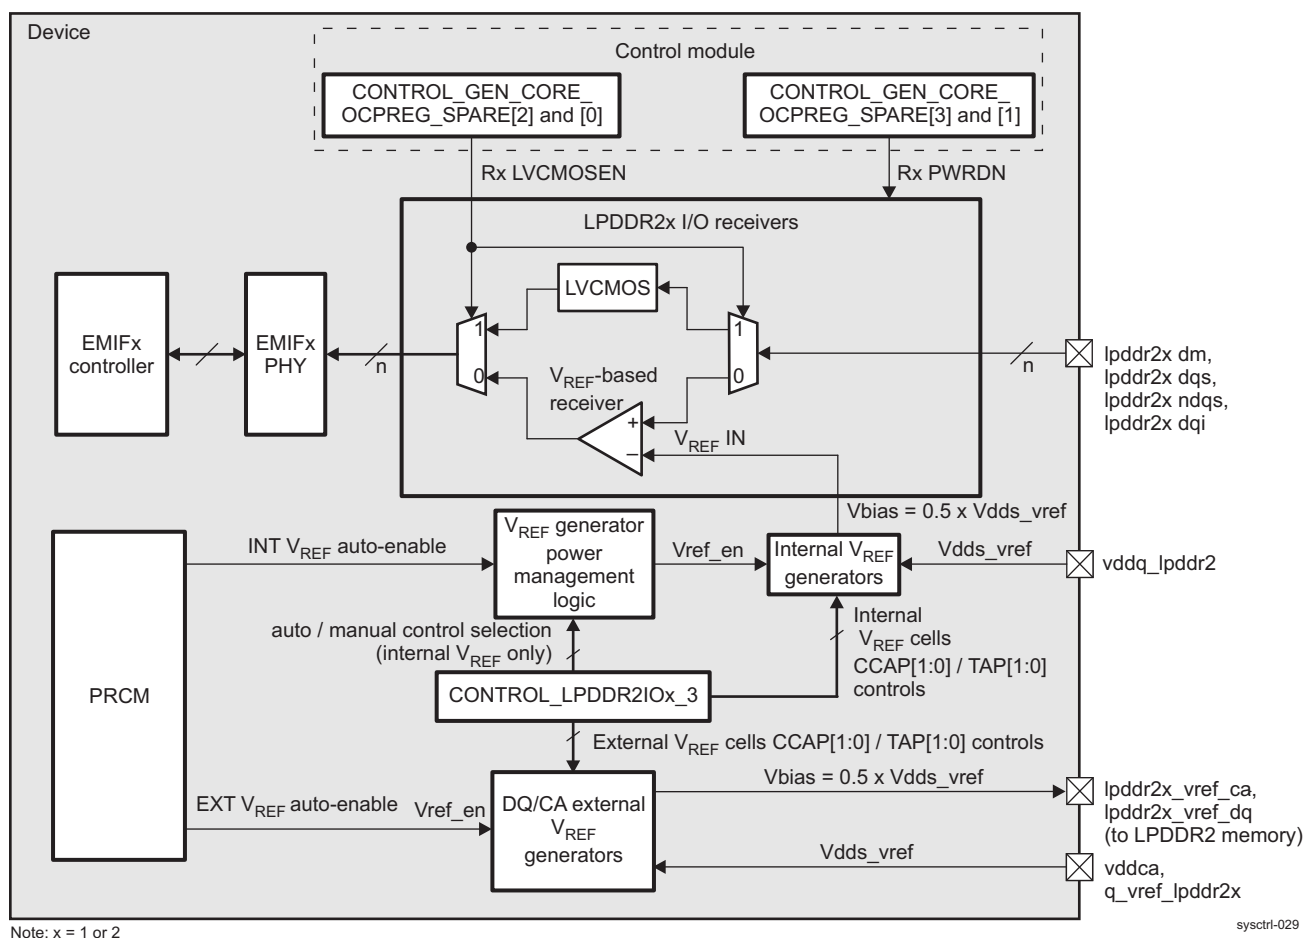 Device
Control module
CONTROL_GEN_CORE_
OCPREG_SPARE[2] and [0]
CONTROL_GEN_CORE_
OCPREG_SPARE[3] and [1]
Rx LVCMOSEN
Rx PWRDN
LPDDR2x I/O receivers
LVCMOS
1
0
1
0
EMIFx
controller
EMIFx
PHY
n
n
VREF-based
receiver
+
–
VREF IN
lpddr2x dm,
lpddr2x dqs,
lpddr2x ndqs,
lpddr2x dqi
Vbias = 0.5 x Vdds_vref
PRCM
INT VREF auto-enable
VREF generator
power
management
logic
Vref_en
Internal VREF
generators
Vdds_vref
vddq_lpddr2
auto / manual control selection
(internal VREF only)
Internal
VREF cells
CCAP[1:0] / TAP[1:0]
controls
CONTROL_LPDDR2IOx_3
External VREF cells CCAP[1:0] / TAP[1:0] controls
EXT VREF auto-enable
Vref_en
DQ/CA external
VREF
generators
Vbias = 0.5 x Vdds_vref
lpddr2x_vref_ca,
lpddr2x_vref_dq
(to LPDDR2 memory)
Vdds_vref
vddca,
q_vref_lpddr2x
Note: x = 1 or 2
sysctrl-029